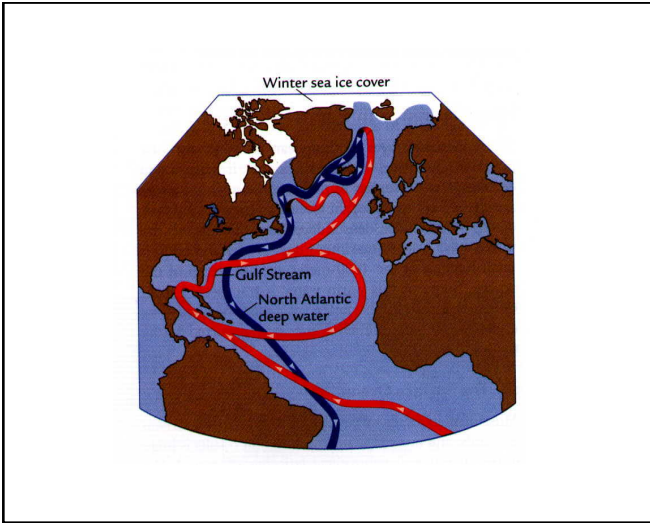 Winter sea ice cover
Gulf Stream
North Atlantic
deep water